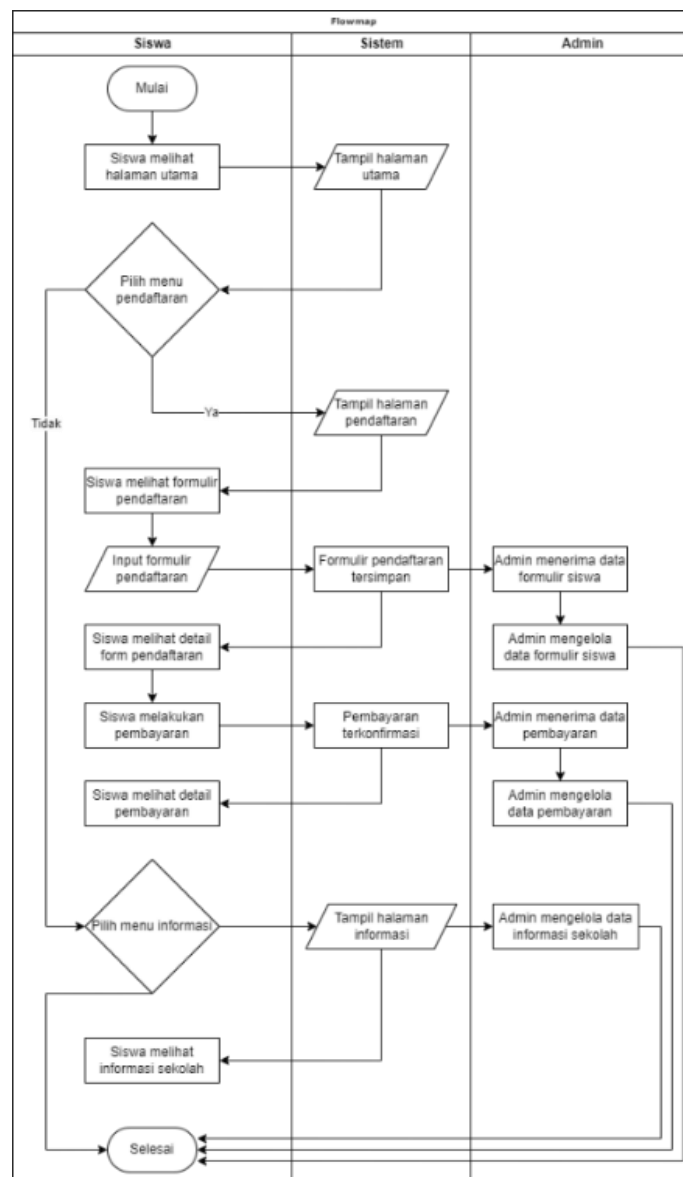 Flowmap
Siswa
Sistem
Admin
Mulai
Siswa melihat
halaman utama
Tampil halaman
utama
Pilih menu
pendaftaran
Tidak
Ya
Tampil halaman
pendaftaran
Siswa melihat formulir
pendaftaran
Input formulir
pendaftaran
Formulir pendaftaran
tersimpan
Admin menerima data
formulir siswa
Siswa melihat detail
form pendaftaran
Admin mengelola
data formulir siswa
Siswa melakukan
pembayaran
Pembayaran
terkonfirmasi
Admin menerima data
pembayaran
Siswa melihat detail
pembayaran
Admin mengelola
data pembayaran
Pilih menu informasi
Tampil halaman
informasi
Admin mengelola data
informasi sekolah
Siswa melihat
informasi sekolah
Selesai